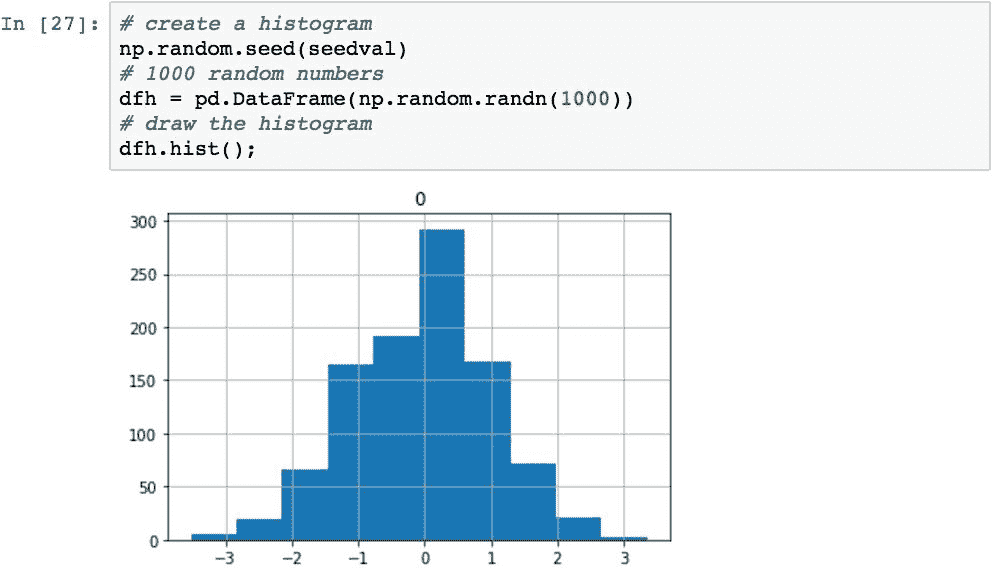 In [27]:
# create a histogram
np.random.seed(seedval)
# 1000 random numbers
dfh = pd.DataFrame(np.random.randn(1000))
# draw the histogram
dfh.hist();
0
300
250
200
150
100
50
0
−3 −2 −1 0 1 2 3